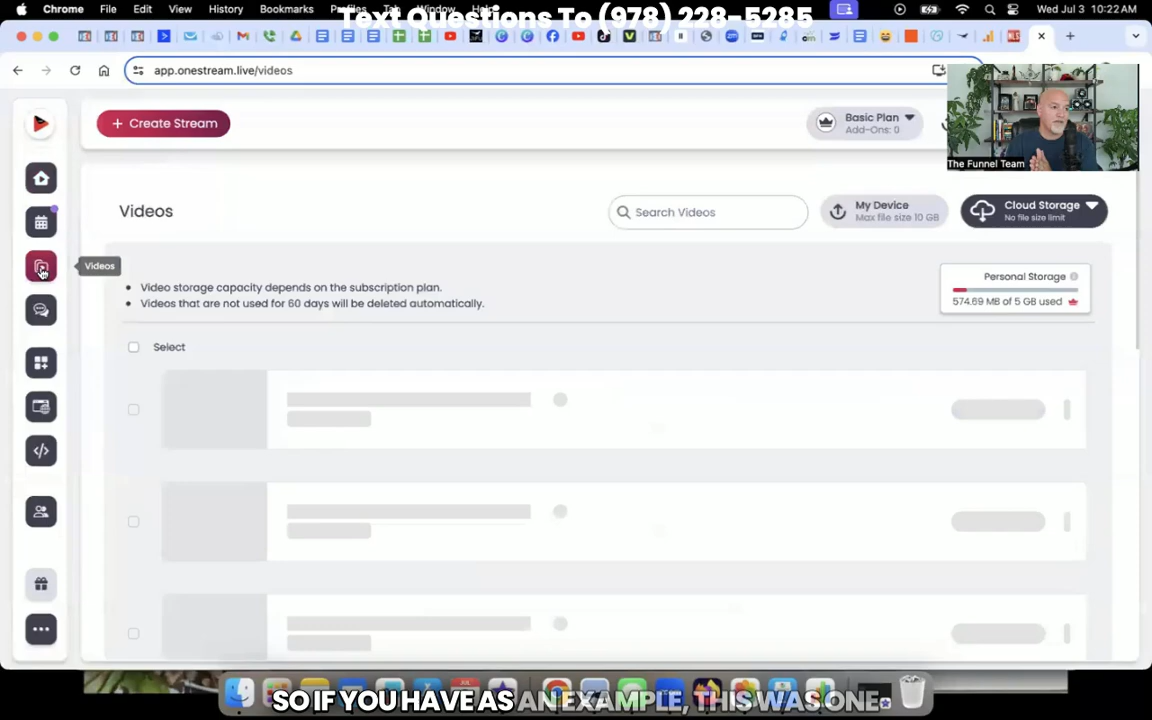 Chrome File Edit View History Bookmarks Profiles Tab Window Help
Wed Jul 3 10:22AM
Text Questions To (978) 228-5285
app.onestream.live/videos
+ Create Stream
Basic Plan
Add-Ons: 0
The Funnel Team
Videos
Search Videos
My Device
Max file size 10 GB
Cloud Storage
No file size limit
Videos
Video storage capacity depends on the subscription plan.
Videos that are not used for 60 days will be deleted automatically.
Personal Storage
574.69 MB of 5 GB used
Select
SO IF YOU HAVE AS AN EXAMPLE, THIS WAS ONE